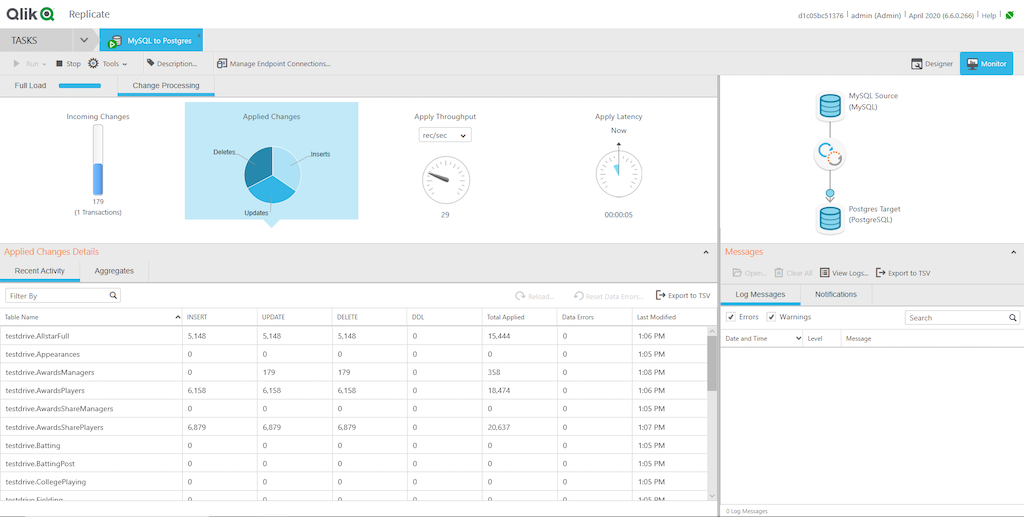 Qlik Replicate d1c05bc51376 | admin (Admin) | April 2020 (6.6.0.266) | Help |
TASKS MySQL to Postgres
Run Stop Tools Description... Manage Endpoint Connections... Designer Monitor
Full Load Change Processing
Incoming Changes
179
(1 Transactions)
Applied Changes
Deletes
Inserts
Updates
Apply Throughput
rec/sec
29
Apply Latency
Now
00:00:05
MySQL Source
(MySQL)
Postgres Target
(PostgreSQL)
Applied Changes Details
Recent Activity Aggregates
Filter By Reload... Reset Data Errors... Export to TSV
Table Name INSERT UPDATE DELETE DDL Total Applied Data Errors Last Modified
testdrive.AllstarFull 5,148 5,148 5,148 0 15,444 0 1:06 PM
testdrive.Appearances 0 0 0 0 0 0 1:05 PM
testdrive.AwardsManagers 0 179 179 0 358 0 1:08 PM
testdrive.AwardsPlayers 6,158 6,158 6,158 0 18,474 0 1:06 PM
testdrive.AwardsShareManagers 0 0 0 0 0 0 1:05 PM
testdrive.AwardsSharePlayers 6,879 6,879 6,879 0 20,637 0 1:07 PM
testdrive.Batting 0 0 0 0 0 0 1:05 PM
testdrive.BattingPost 0 0 0 0 0 0 1:05 PM
testdrive.CollegePlaying 0 0 0 0 0 0 1:05 PM
testdrive.Fielding 0 0 0 0 0 0 1:05 PM
Messages
Open... Clear All View Logs... Export to TSV
Log Messages Notifications
Errors Warnings Search
Date and Time Level Message
0 Log Messages